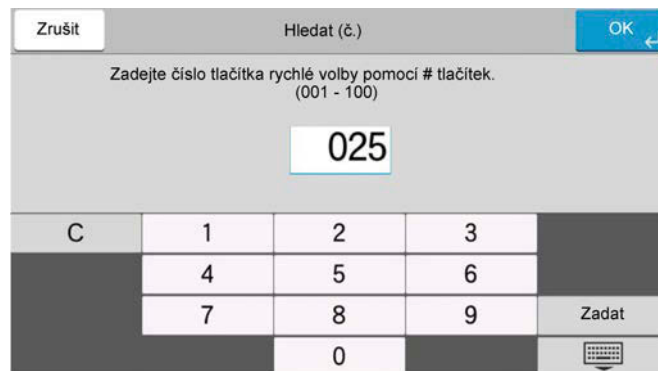 Zrušit
Hledat (č.)
OK
Zadejte číslo tlačítka rychlé volby pomocí # tlačítek.
(001 - 100)
025
C 1 2 3
4 5 6
7 8 9 Zadat
0